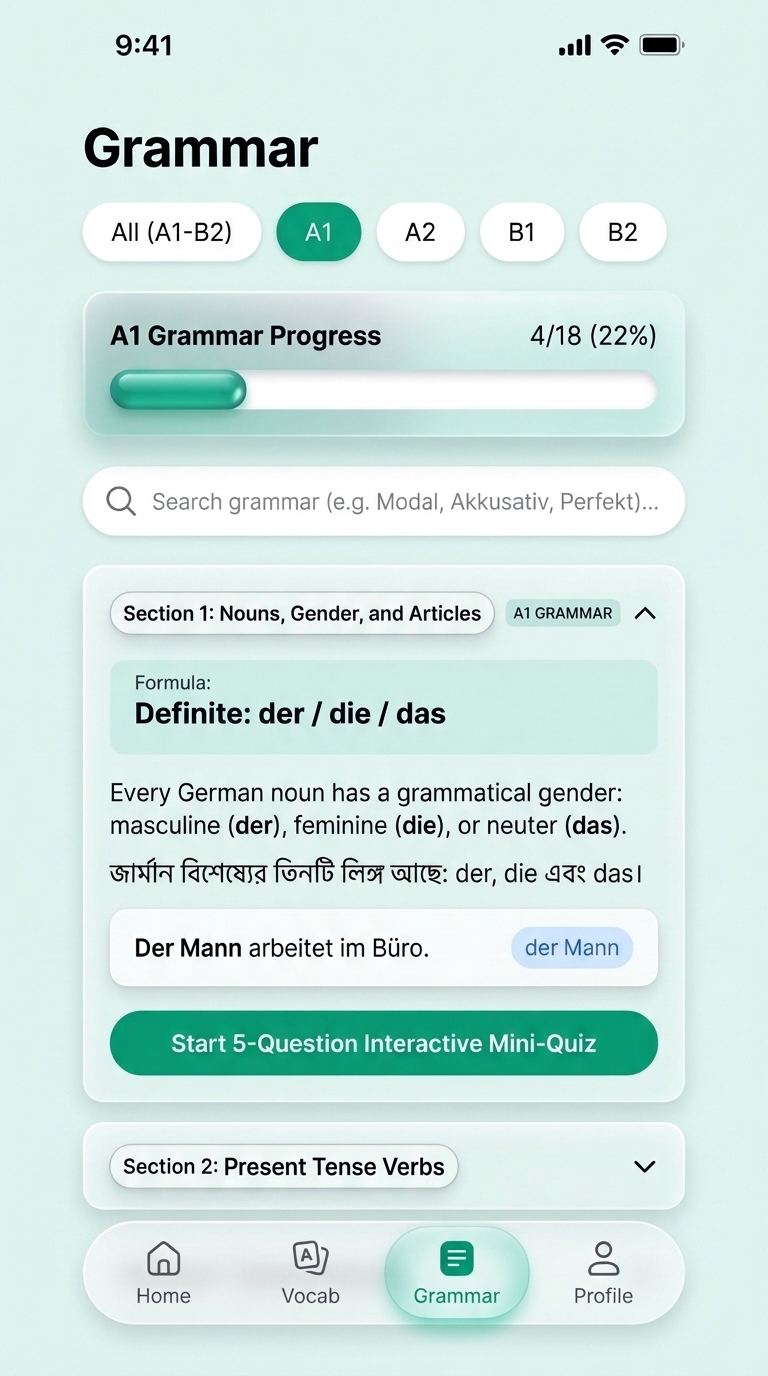 9:41
Grammar
All (A1-B2) A1 A2 B1 B2
A1 Grammar Progress 4/18 (22%)
Search grammar (e.g. Modal, Akkusativ, Perfekt)...
Section 1: Nouns, Gender, and Articles A1 GRAMMAR
Formula:
Definite: der / die / das
Every German noun has a grammatical gender:
masculine (der), feminine (die), or neuter (das).
জার্মান বিশেষ্যের তিনটি লিঙ্গ আছে: der, die এবং das।
Der Mann arbeitet im Büro. der Mann
Start 5-Question Interactive Mini-Quiz
Section 2: Present Tense Verbs
A
Home Vocab Grammar Profile